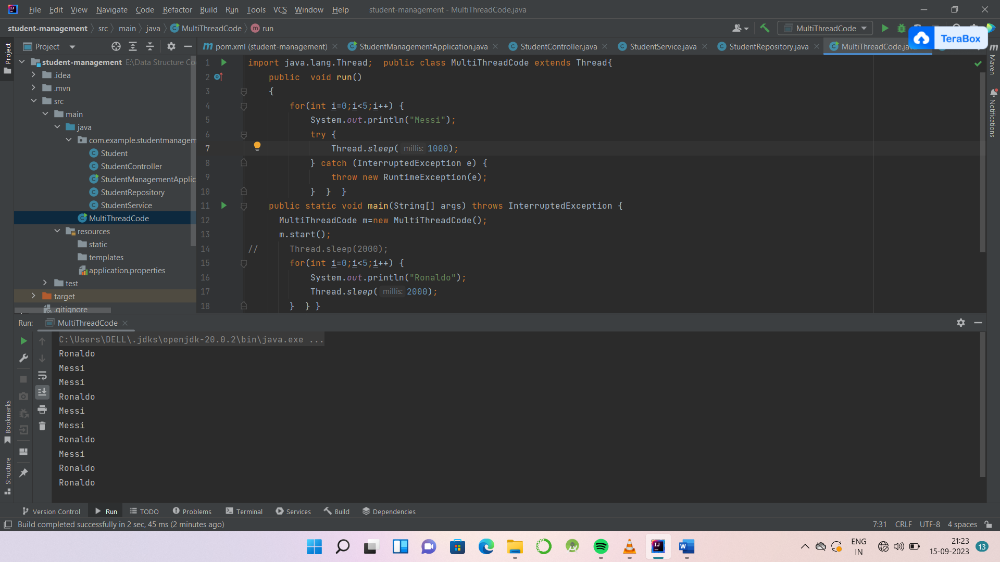 File Edit View Navigate Code Refactor Build Run Tools VCS Window Help student-management - MultiThreadCode.java
student-management src main java MultiThreadCode m run MultiThreadCode
TeraBox
Project
pom.xml (student-management) StudentManagementApplication.java StudentController.java StudentService.java StudentRepository.java MultiThreadCode.java
student-management E:\Data Structure Co
.idea
.mvn
src
main
java
com.example.studentmanagem
Student
StudentController
StudentManagementApplic
StudentRepository
StudentService
MultiThreadCode
resources
static
templates
application.properties
test
target
.gitignore
1 import java.lang.Thread;  public class MultiThreadCode extends Thread{
2 public  void run()
3 {
4 for(int i=0;i<5;i++) {
5 System.out.println("Messi");
6 try {
7 Thread.sleep( millis: 1000);
8 } catch (InterruptedException e) {
9 throw new RuntimeException(e);
10 }  }  }
11 public static void main(String[] args) throws InterruptedException {
12 MultiThreadCode m=new MultiThreadCode();
13 m.start();
14 //      Thread.sleep(2000);
15 for(int i=0;i<5;i++) {
16 System.out.println("Ronaldo");
17 Thread.sleep( millis: 2000);
18 }  } }
Project
Bookmarks
Structure
Maven
Notifications
Run: MultiThreadCode
C:\Users\DELL\.jdks\openjdk-20.0.2\bin\java.exe ...
Ronaldo
Messi
Messi
Ronaldo
Messi
Messi
Ronaldo
Messi
Ronaldo
Ronaldo
Version Control Run TODO Problems Terminal Services Build Dependencies
Build completed successfully in 2 sec, 45 ms (2 minutes ago) 7:31 CRLF UTF-8 4 spaces
ENG
IN
21:23
15-09-2023
13